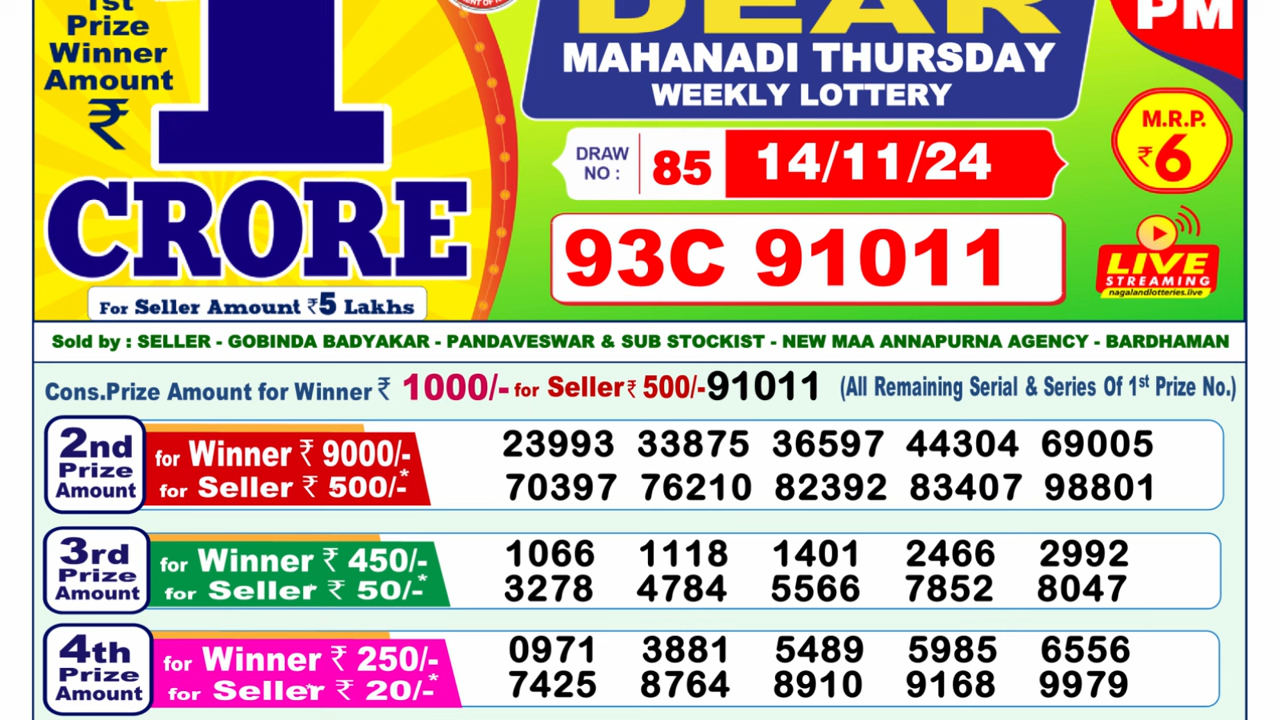 1st
Prize
Winner
Amount
₹
1
CRORE
For Seller Amount ₹5 Lakhs
DEAR
MAHANADI THURSDAY
WEEKLY LOTTERY
PM
DRAW NO : 85 14/11/24
M.R.P.
₹6
93C 91011
LIVE
STREAMING
nagalandlotteries.live
Sold by : SELLER - GOBINDA BADYAKAR - PANDAVESWAR & SUB STOCKIST - NEW MAA ANNAPURNA AGENCY - BARDHAMAN
Cons.Prize Amount for Winner ₹ 1000/- for Seller ₹ 500/- 91011 (All Remaining Serial & Series Of 1st Prize No.)
2nd
Prize
Amount
for Winner ₹ 9000/-
for Seller ₹ 500/-*
23993 33875 36597 44304 69005
70397 76210 82392 83407 98801
3rd
Prize
Amount
for Winner ₹ 450/-
for Seller ₹ 50/-*
1066 1118 1401 2466 2992
3278 4784 5566 7852 8047
4th
Prize
Amount
for Winner ₹ 250/-
for Seller ₹ 20/-*
0971 3881 5489 5985 6556
7425 8764 8910 9168 9979